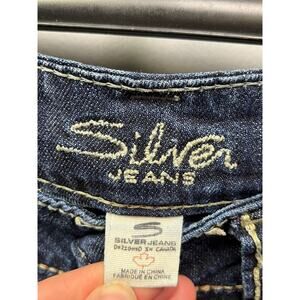 Silver
JEANS
S
SILVER JEANS
DESIGNED IN CANADA
MADE IN CHINA
FABRIQUÉ EN CHINE